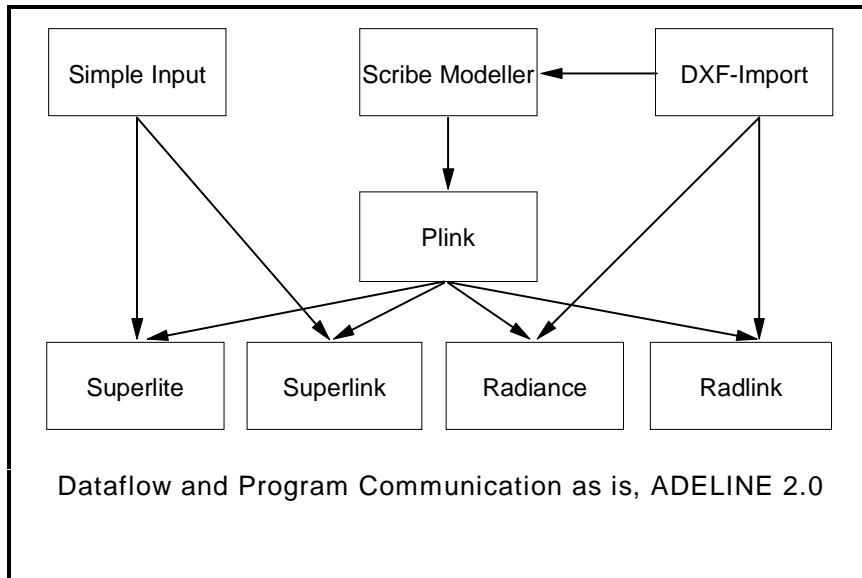 Simple Input
Scribe Modeller
DXF-Import
Plink
Superlite
Superlink
Radiance
Radlink
Dataflow and Program Communication as is, ADELINE 2.0